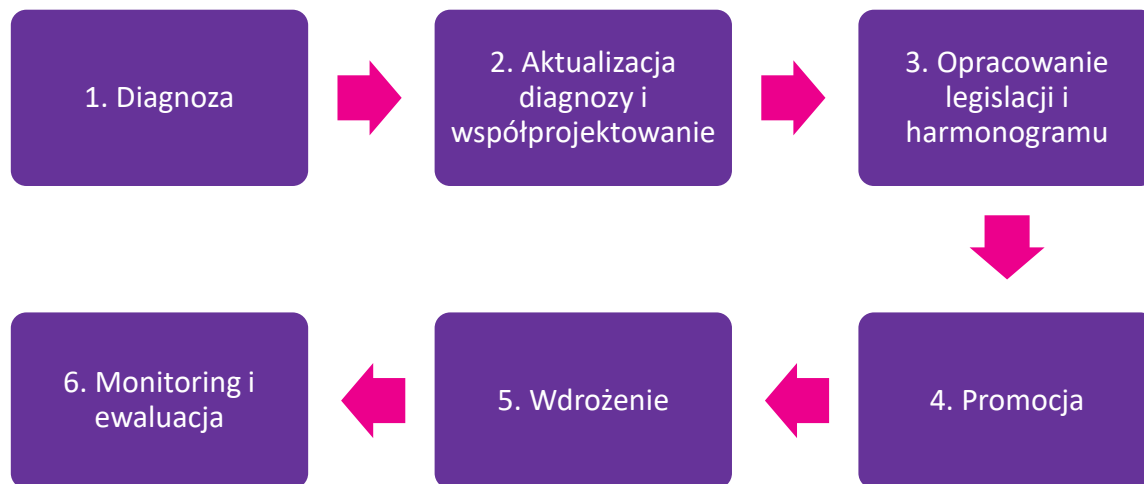 1. Diagnoza
2. Aktualizacja
diagnozy i
współprojektowanie
3. Opracowanie
legislacji i
harmonogramu
4. Promocja
5. Wdrożenie
6. Monitoring i
ewaluacja